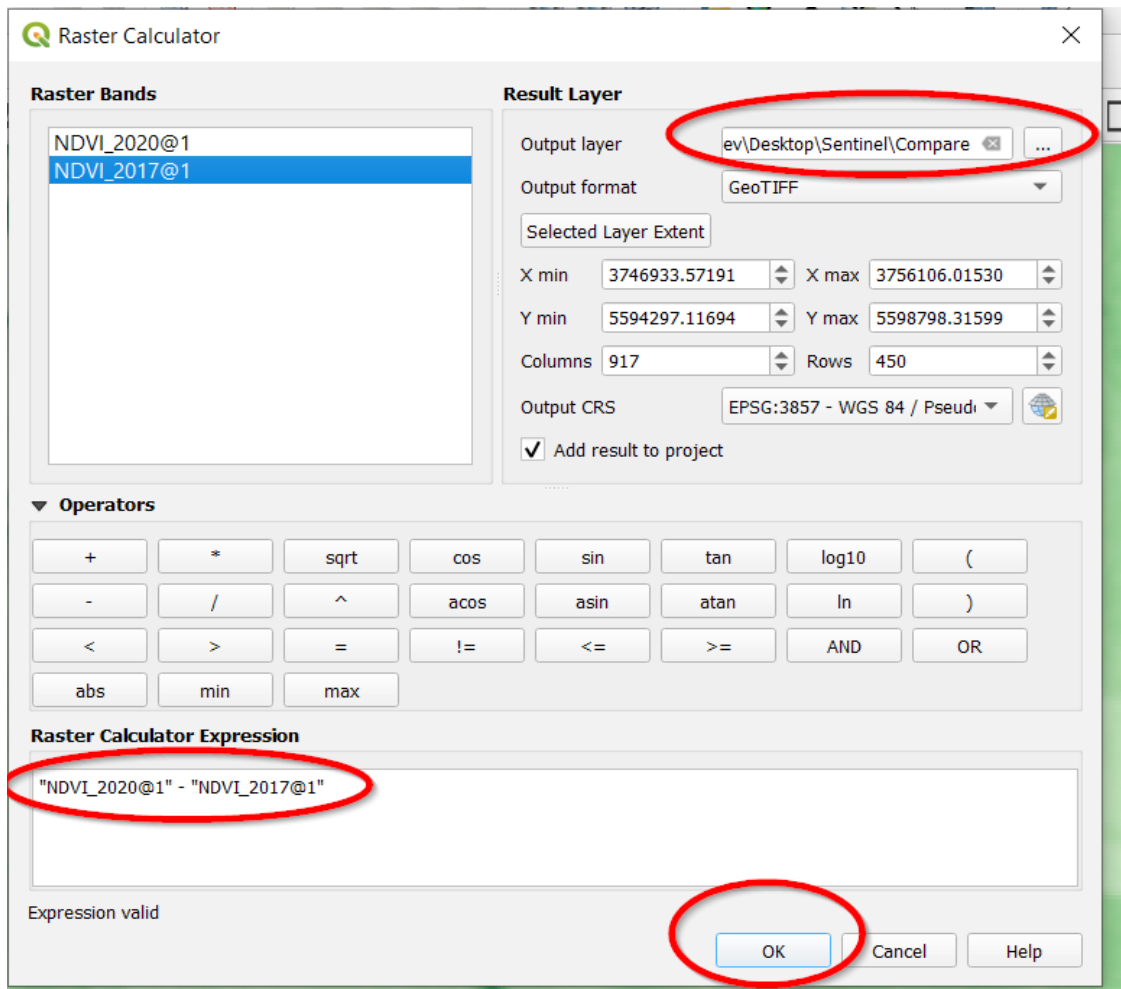 Raster Calculator
Raster Bands
NDVI_2020@1
NDVI_2017@1
Result Layer
Output layer ev\Desktop\Sentinel\Compare ...
Output format GeoTIFF
Selected Layer Extent
X min 3746933.57191 X max 3756106.01530
Y min 5594297.11694 Y max 5598798.31599
Columns 917 Rows 450
Output CRS EPSG:3857 - WGS 84 / Pseud
Add result to project
Operators
+ * sqrt cos sin tan log10 (
- / ^ acos asin atan ln )
< > = != <= >= AND OR
abs min max
Raster Calculator Expression
"NDVI_2020@1" - "NDVI_2017@1"
Expression valid
OK Cancel Help